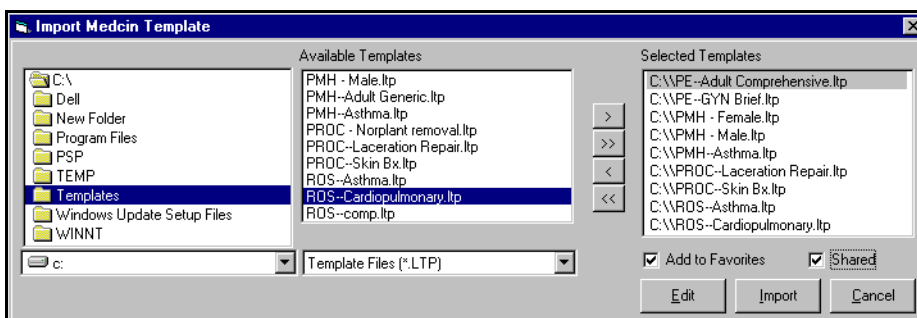 Import Medcin Template
Available Templates
Selected Templates
C:\
Dell
New Folder
Program Files
PSP
TEMP
Templates
Windows Update Setup Files
WINNT
c:
PMH - Male.ltp
PMH--Adult Generic.ltp
PMH--Asthma.ltp
PROC - Norplant removal.ltp
PROC--Laceration Repair.ltp
PROC--Skin Bx.ltp
ROS--Asthma.ltp
ROS--Cardiopulmonary.ltp
ROS--comp.ltp
Template Files (*.LTP)
>
>>
<
<<
C:\\PE--Adult Comprehensive.ltp
C:\\PE--GYN Brief.ltp
C:\\PMH - Female.ltp
C:\\PMH - Male.ltp
C:\\PMH--Asthma.ltp
C:\\PROC--Laceration Repair.ltp
C:\\PROC--Skin Bx.ltp
C:\\ROS--Asthma.ltp
C:\\ROS--Cardiopulmonary.ltp
Add to Favorites
Shared
Edit
Import
Cancel